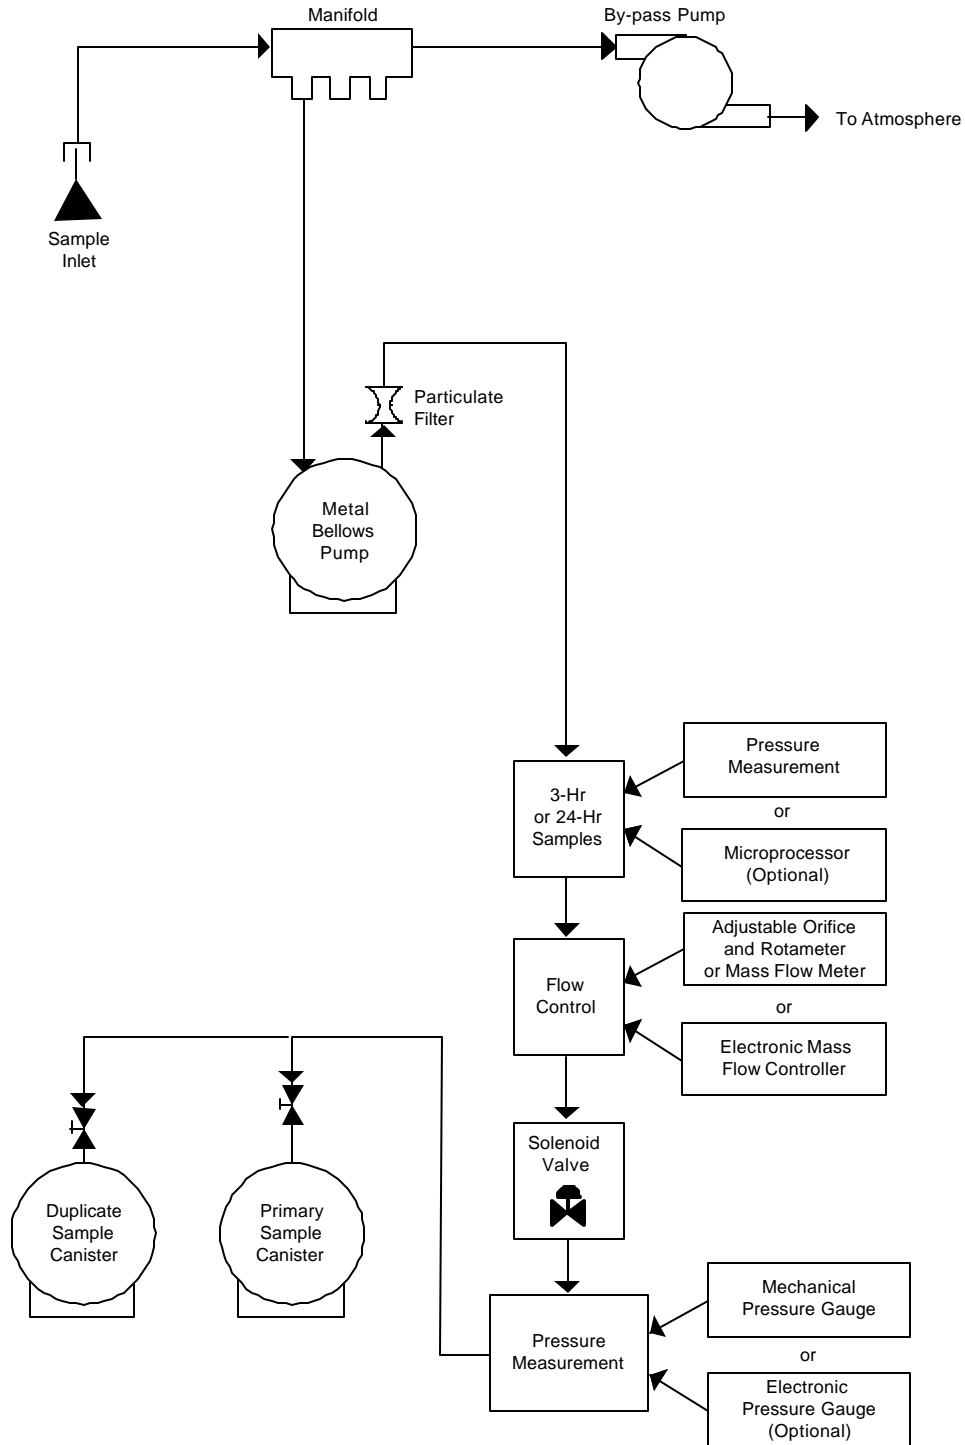 Manifold
By-pass Pump
To Atmosphere
Sample
Inlet
Particulate
Filter
Metal
Bellows
Pump
Pressure
Measurement
3-Hr
or 24-Hr
Samples
or
Microprocessor
(Optional)
Adjustable Orifice
and Rotameter
or Mass Flow Meter
Flow
Control
or
Electronic Mass
Flow Controller
Solenoid
Valve
Duplicate
Sample
Canister
Primary
Sample
Canister
Mechanical
Pressure Gauge
Pressure
Measurement
or
Electronic
Pressure Gauge
(Optional)